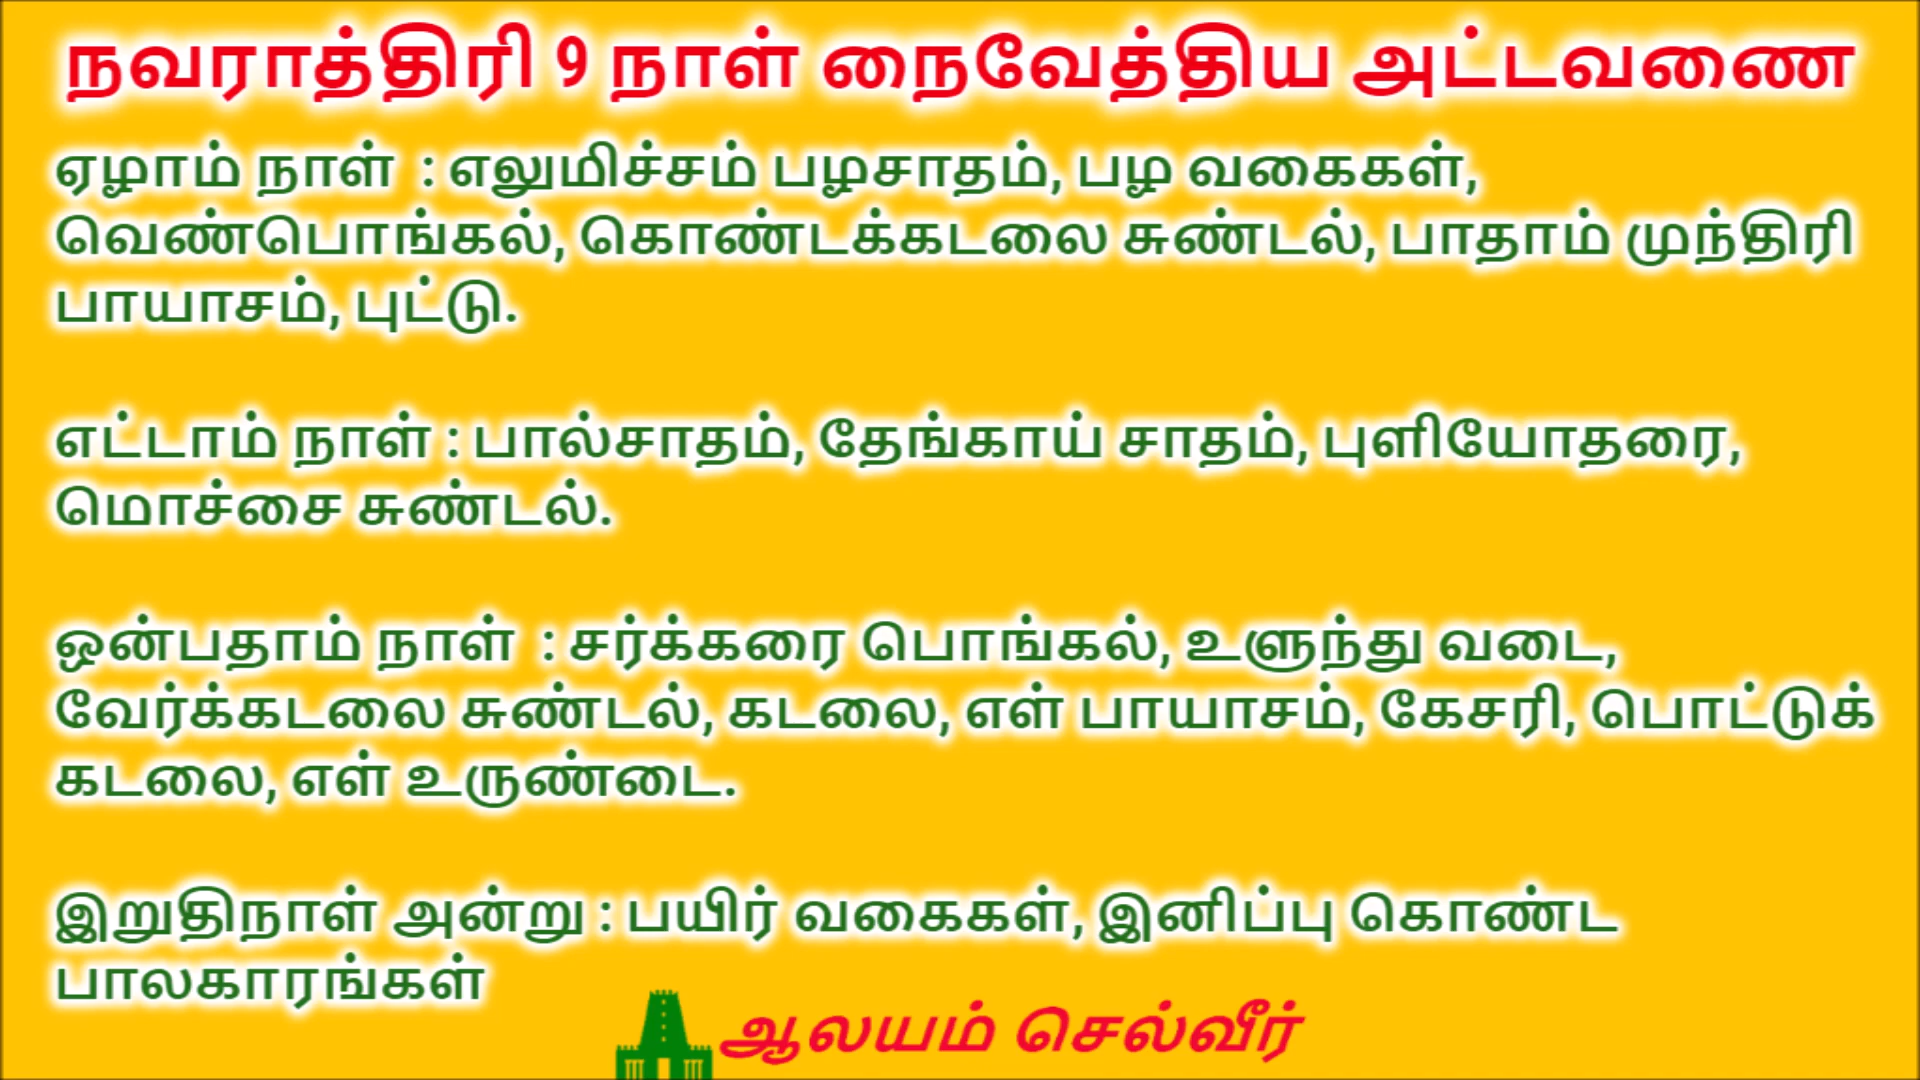 நவராத்திரி 9 நாள் நைவேத்திய அட்டவணை
ஏழாம் நாள் : எலுமிச்சம் பழசாதம், பழ வகைகள்,
வெண்பொங்கல், கொண்டக்கடலை சுண்டல், பாதாம் முந்திரி
பாயாசம், புட்டு.
எட்டாம் நாள் : பால்சாதம், தேங்காய் சாதம், புளியோதரை,
மொச்சை சுண்டல்.
ஒன்பதாம் நாள் : சர்க்கரை பொங்கல், உளுந்து வடை,
வேர்க்கடலை சுண்டல், கடலை, எள் பாயாசம், கேசரி, பொட்டுக்
கடலை, எள் உருண்டை.
இறுதிநாள் அன்று : பயிர் வகைகள், இனிப்பு கொண்ட
பாலகாரங்கள்
ஆலயம் செல்வீர்